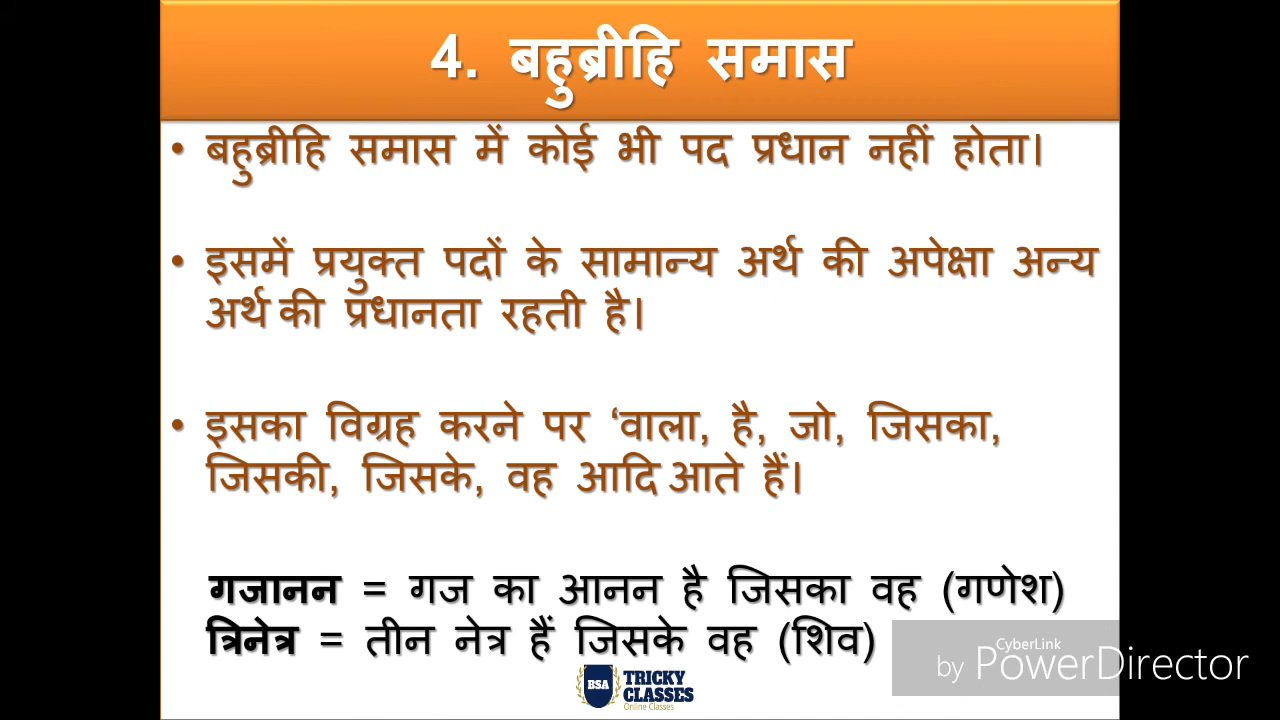 4. बहुब्रीहि समास
• बहुब्रीहि समास में कोई भी पद प्रधान नहीं होता।
• इसमें प्रयुक्त पदों के सामान्य अर्थ की अपेक्षा अन्य
अर्थ की प्रधानता रहती है।
• इसका विग्रह करने पर ‘वाला, है, जो, जिसका,
जिसकी, जिसके, वह आदि आते हैं।
गजानन = गज का आनन है जिसका वह (गणेश)
त्रिनेत्र = तीन नेत्र हैं जिसके वह (शिव)
CyberLink
by PowerDirector
BSA
TRICKY
CLASSES
Online Classes